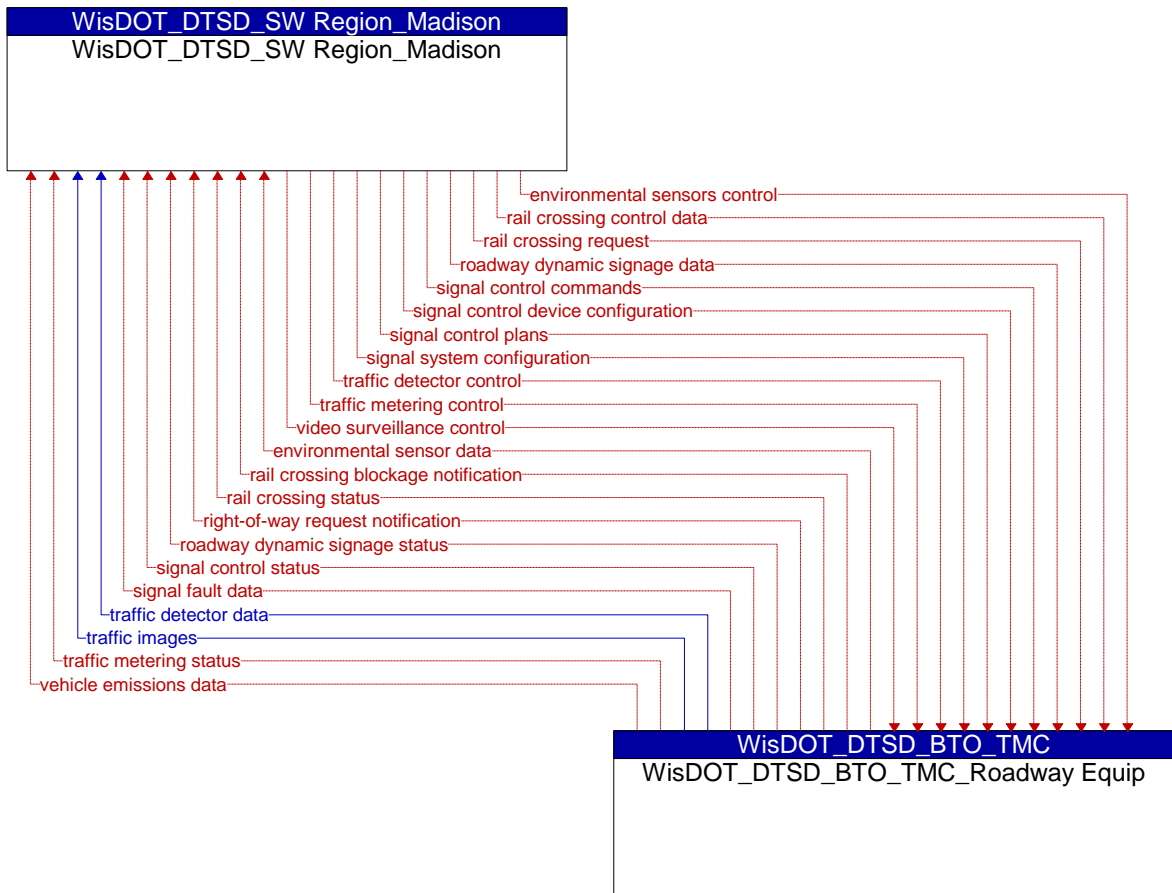 WisDOT_DTSD_SW Region_Madison
WisDOT_DTSD_SW Region_Madison
environmental sensors control
rail crossing control data
rail crossing request
roadway dynamic signage data
signal control commands
signal control device configuration
signal control plans
signal system configuration
traffic detector control
traffic metering control
video surveillance control
environmental sensor data
rail crossing blockage notification
rail crossing status
right-of-way request notification
roadway dynamic signage status
signal control status
signal fault data
traffic detector data
traffic images
traffic metering status
vehicle emissions data
WisDOT_DTSD_BTO_TMC
WisDOT_DTSD_BTO_TMC_Roadway Equip